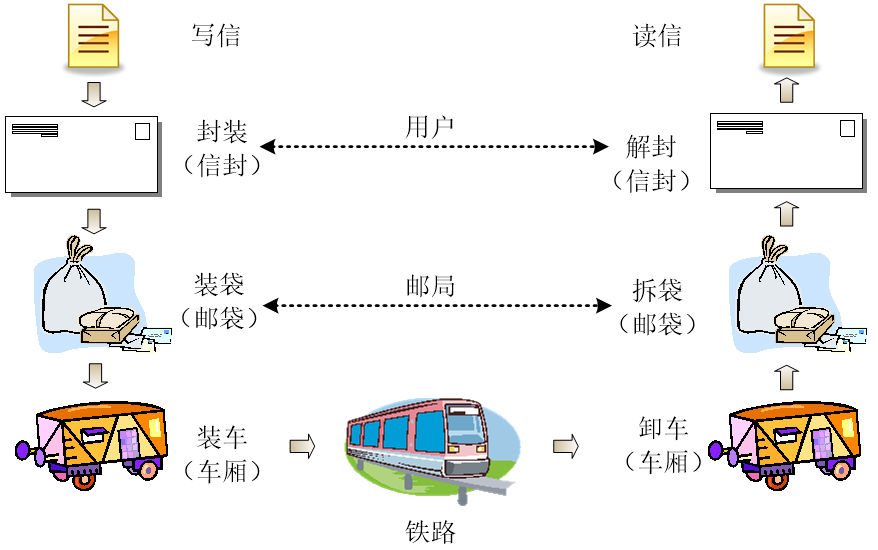 写信
读信
封装
（信封）
用户
解封
（信封）
装袋
（邮袋）
邮局
拆袋
（邮袋）
装车
（车厢）
卸车
（车厢）
铁路